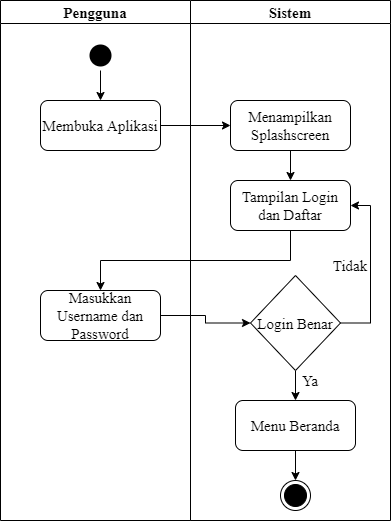 Pengguna
Sistem
Membuka Aplikasi
Menampilkan
Splashscreen
Tampilan Login
dan Daftar
Tidak
Masukkan
Username dan
Password
Login Benar
Ya
Menu Beranda